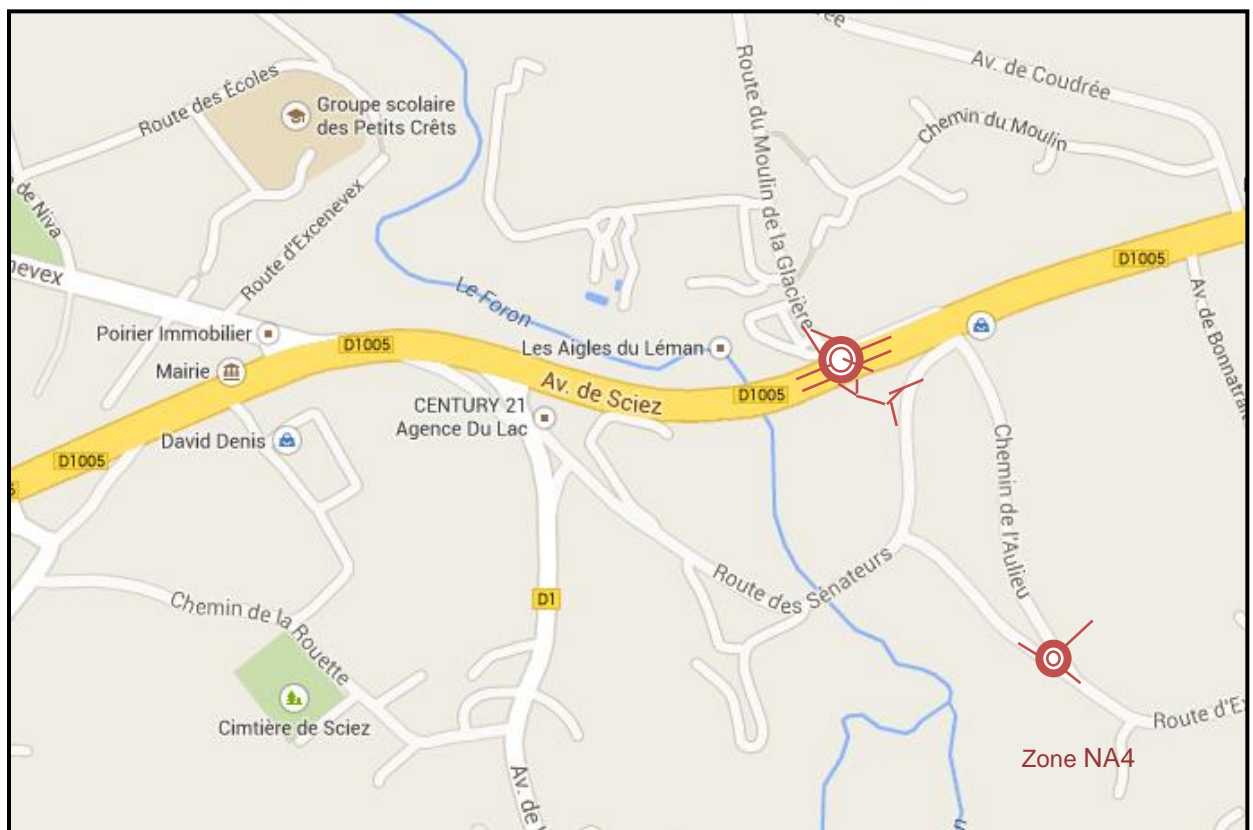 Av. de Coudrée
Route des Écoles
Groupe scolaire
des Petits Crêts
Route du Moulin de la Glacière
Chemin du Moulin
de Niva
Route d'Excenevex
D1005
Av. de Bonnatrait
Le Foron
Poirier Immobilier
D1005
Les Aigles du Léman
Mairie
Av. de Sciez
D1005
CENTURY 21
Agence Du Lac
David Denis
D1005
Chemin de l'Aulieu
Route des Sénateurs
D1
Chemin de la Rouette
Cimtière de Sciez
Route d'E
Zone NA4
Av. de